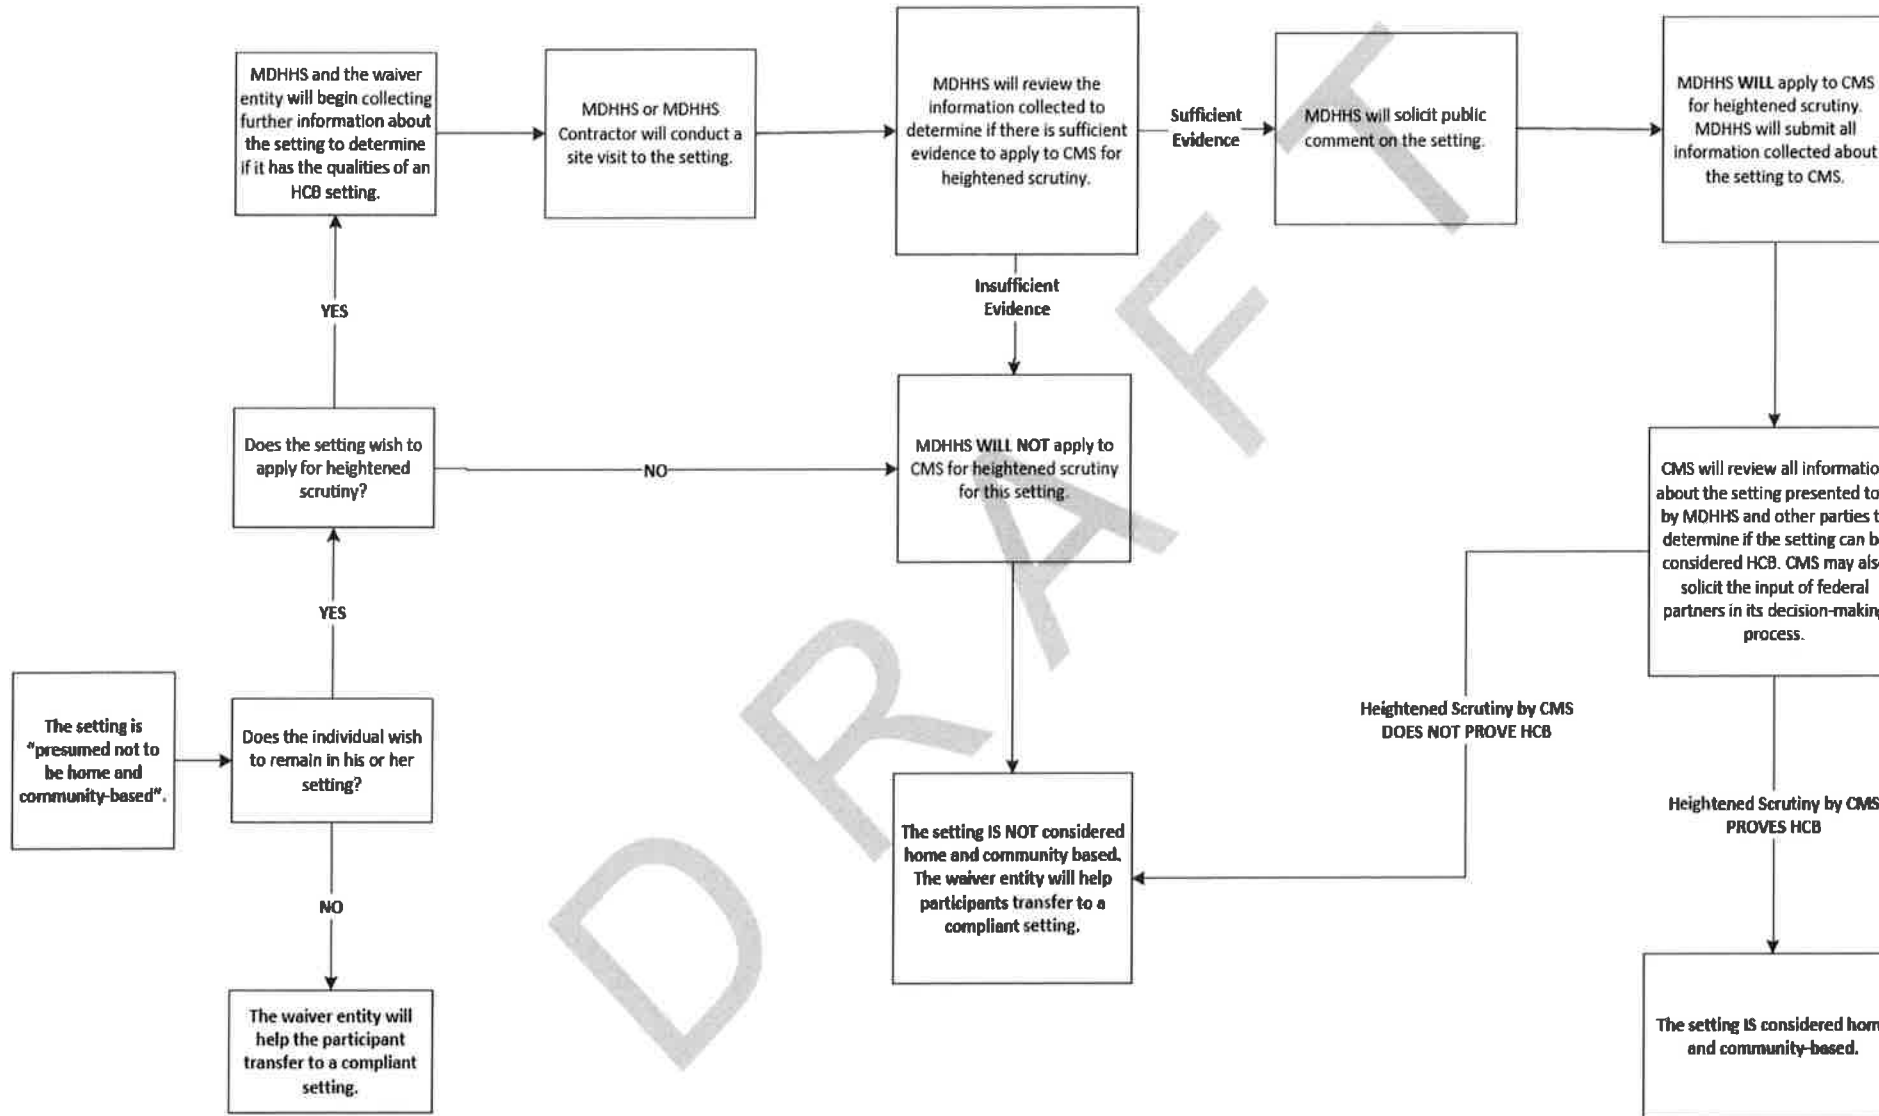 MDHHS and the waiver
entity will begin collecting
further information about
the setting to determine
if it has the qualities of an
HCB setting.
MDHHS or MDHHS
Contractor will conduct a
site visit to the setting.
MDHHS will review the
information collected to
determine if there is sufficient
evidence to apply to CMS for
heightened scrutiny.
Sufficient
Evidence
MDHHS will solicit public
comment on the setting.
MDHHS WILL apply to CMS
for heightened scrutiny.
MDHHS will submit all
information collected about
the setting to CMS.
YES
Insufficient
Evidence
Does the setting wish to
apply for heightened
scrutiny?
NO
MDHHS WILL NOT apply to
CMS for heightened scrutiny
for this setting.
CMS will review all
about the setting presented to
by MDHHS and other parties
determine if the setting can
considered HCB. CMS may
solicit the input of federal
partners in its
process.
YES
The setting is
"presumed not to
be home and
community-based".
Does the individual wish
to remain in his or her
setting?
Heightened Scrutiny by CMS
DOES NOT PROVE HCB
Heightened Scrutiny by CMS
PROVES HCB
The setting IS NOT considered
home and community based.
The waiver entity will help
participants transfer to a
compliant setting.
NO
The waiver entity will
help the participant
transfer to a compliant
setting.
The setting IS considered
and community-based.
DRAFT